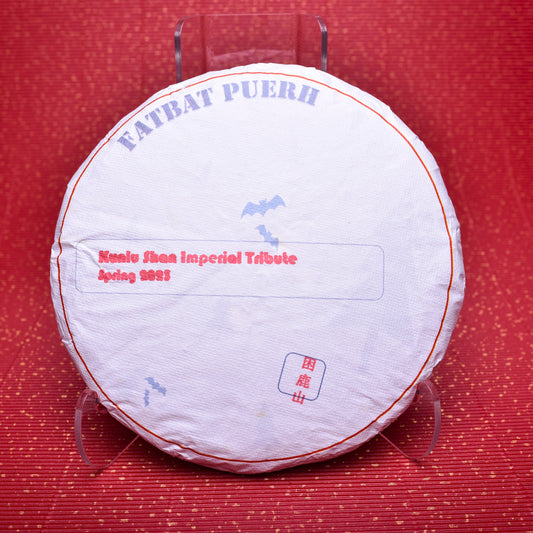 FATBAT PUERH
Kunlu Shan Imperial Tribute
Spring 2023
困
鹿
山